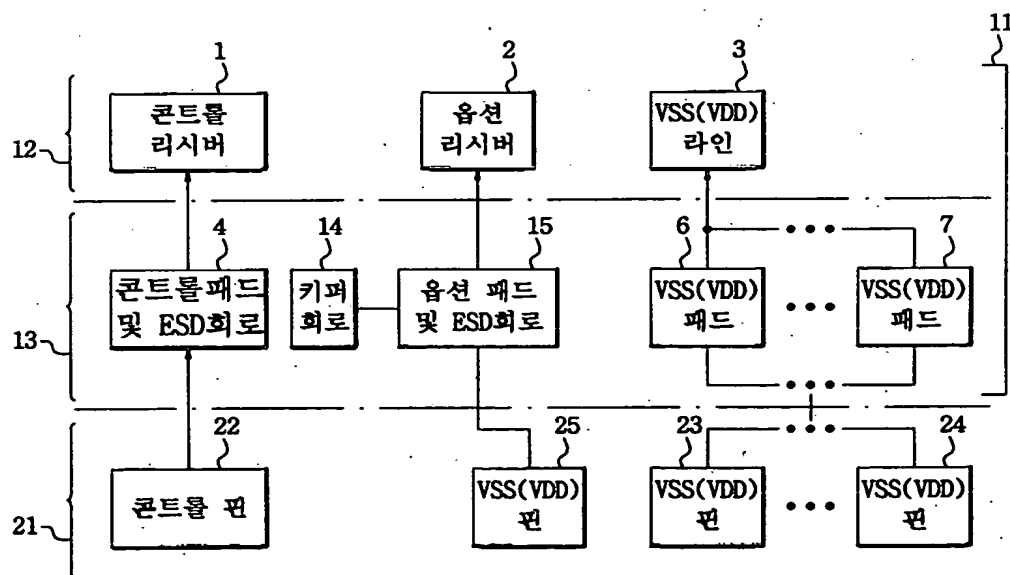 11
1
2
3
콘트롤
리시버
옵션
리시버
VSS(VDD)
라인
12
4
14
15
6
7
콘트롤패드
및 ESD회로
키퍼
회로
옵션 패드
및 ESD회로
VSS(VDD)
패드
VSS(VDD)
패드
13
22
25
23
24
콘트롤 핀
VSS(VDD)
핀
VSS(VDD)
핀
VSS(VDD)
핀
21